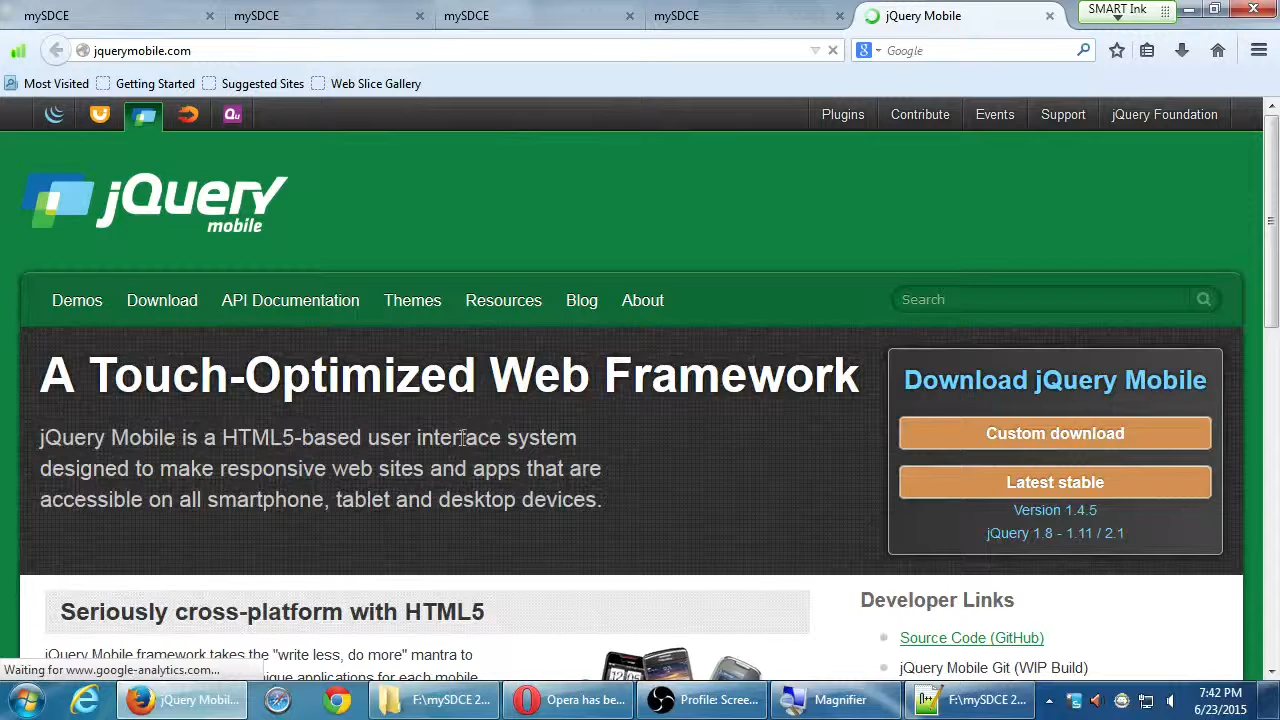 mySDCE
mySDCE
mySDCE
mySDCE
jQuery Mobile
SMART Ink
jquerymobile.com
Google
Most Visited
Getting Started
Suggested Sites
Web Slice Gallery
Qu
Plugins
Contribute
Events
Support
jQuery Foundation
jQuery
mobile
Demos
Download
API Documentation
Themes
Resources
Blog
About
Search
A Touch-Optimized Web Framework
jQuery Mobile is a HTML5-based user interface system
designed to make responsive web sites and apps that are
accessible on all smartphone, tablet and desktop devices.
Download jQuery Mobile
Custom download
Latest stable
Version 1.4.5
jQuery 1.8 - 1.11 / 2.1
Seriously cross-platform with HTML5
jQuery Mobile framework takes the "write less, do more" mantra to
unique applications for each mobile
Developer Links
Source Code (GitHub)
jQuery Mobile Git (WIP Build)
Waiting for www.google-analytics.com...
jQuery Mobil...
F:\mySDCE 2...
Opera has be...
Profile: Scree...
Magnifier
F:\mySDCE 2...
7:42 PM
6/23/2015